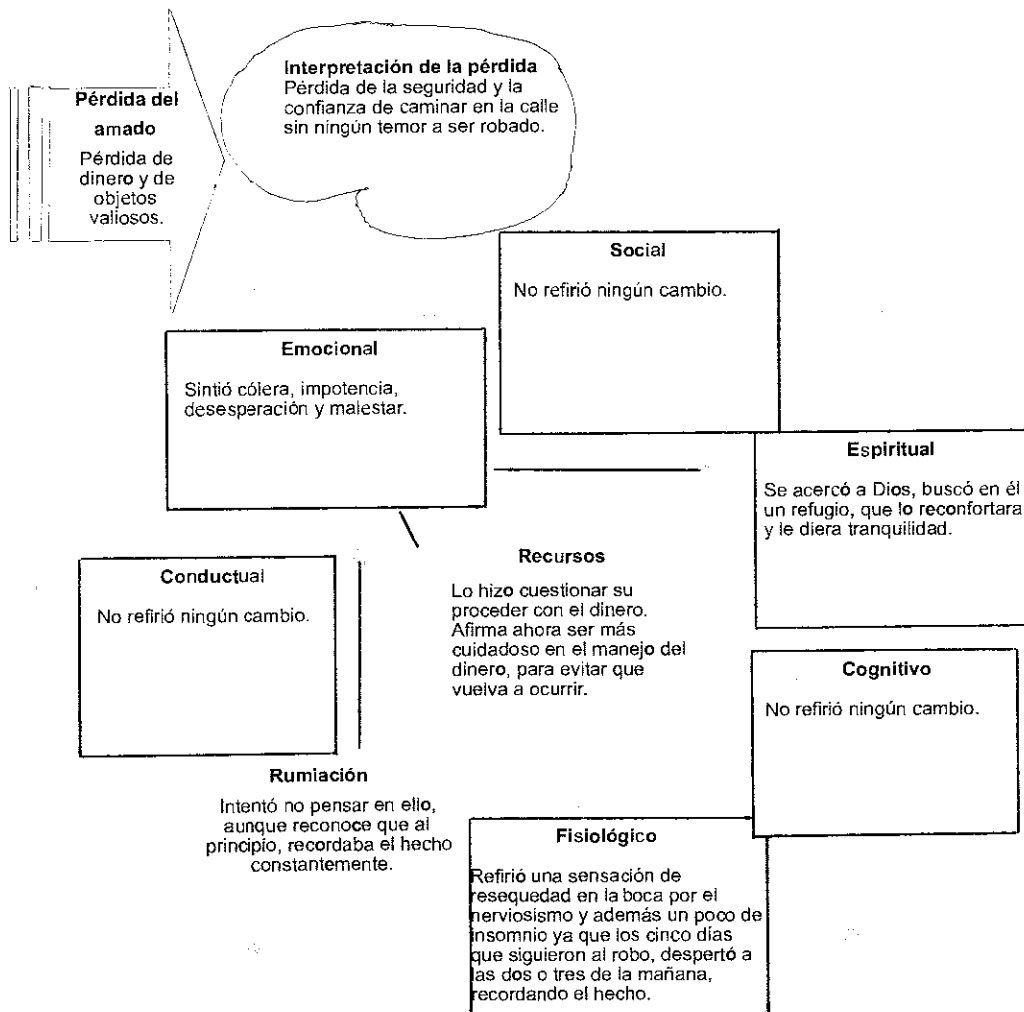 Pérdida del
amado
Pérdida de
dinero y de
objetos
valiosos.
Interpretación de la pérdida
Pérdida de la seguridad y la
confianza de caminar en la calle
sin ningún temor a ser robado.
Social
No refirió ningún cambio.
Emocional
Sintió cólera, impotencia,
desesperación y malestar.
Espiritual
Se acercó a Dios, buscó en él
un refugio, que lo reconfortara
y le diera tranquilidad.
Conductual
No refirió ningún cambio.
Recursos
Lo hizo cuestionar su
proceder con el dinero.
Afirma ahora ser más
cuidadoso en el manejo del
dinero, para evitar que
vuelva a ocurrir.
Cognitivo
No refirió ningún cambio.
Rumiación
Intentó no pensar en ello,
aunque reconoce que al
principio, recordaba el hecho
constantemente.
Fisiológico
Refirió una sensación de
resequedad en la boca por el
nerviosismo y además un poco de
insomnio ya que los cinco días
que siguieron al robo, despertó a
las dos o tres de la mañana,
recordando el hecho.